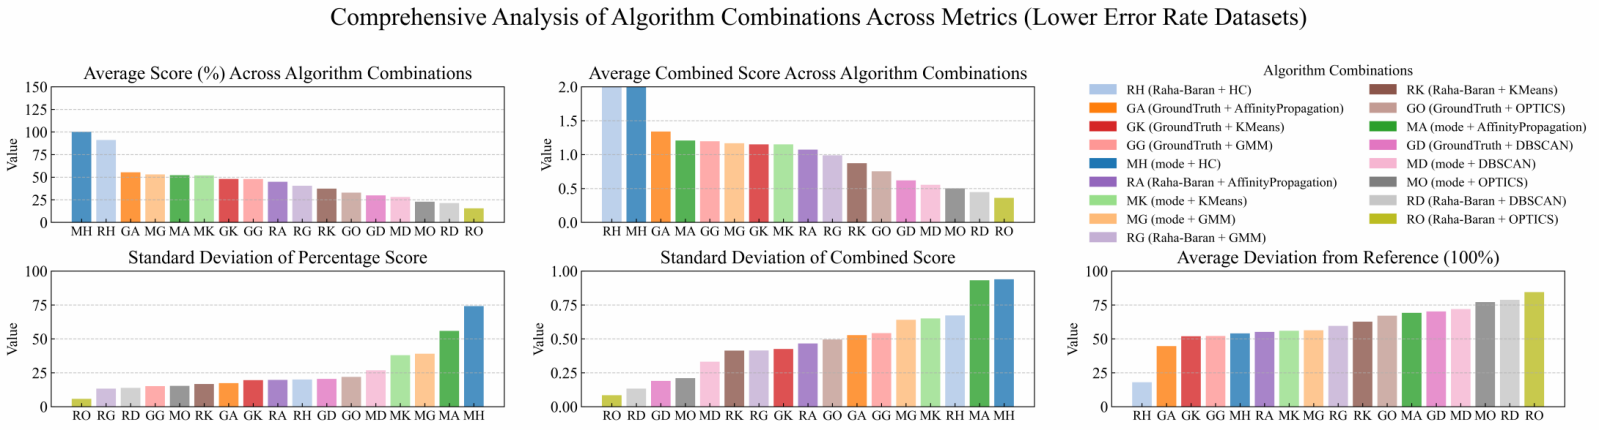 Comprehensive Analysis of Algorithm Combinations Across Metrics (Lower Error Rate Datasets)
Average Score (%) Across Algorithm Combinations
Value
150
125
100
75
50
25
0
MH RH GA MG MA MK GK GG RA RG RK GO GD MD MO RD RO
Average Combined Score Across Algorithm Combinations
Value
2.0
1.5
1.0
0.5
0.0
RH MH GA MA GG MG GK MK RA RG RK GO GD MD MO RD RO
Algorithm Combinations
RH (Raha-Baran + HC)
GA (GroundTruth + AffinityPropagation)
GK (GroundTruth + KMeans)
GG (GroundTruth + GMM)
MH (mode + HC)
RA (Raha-Baran + AffinityPropagation)
MK (mode + KMeans)
MG (mode + GMM)
RG (Raha-Baran + GMM)
RK (Raha-Baran + KMeans)
GO (GroundTruth + OPTICS)
MA (mode + AffinityPropagation)
GD (GroundTruth + DBSCAN)
MD (mode + DBSCAN)
MO (mode + OPTICS)
RD (Raha-Baran + DBSCAN)
RO (Raha-Baran + OPTICS)
Standard Deviation of Percentage Score
Value
100
75
50
25
0
RO RG RD GG MO RK GA GK RA RH GD GO MD MK MG MA MH
Standard Deviation of Combined Score
Value
1.00
0.75
0.50
0.25
0.00
RO RD GD MO MD RK RG GK RA GO GA GG MG MK RH MA MH
Average Deviation from Reference (100%)
Value
100
75
50
25
0
RH GA GK GG MH RA MK MG RG RK GO MA GD MD MO RD RO